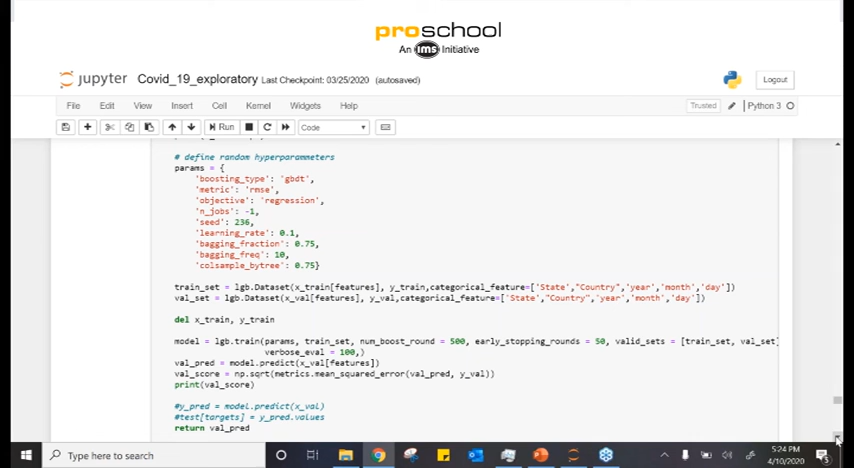 proschool
An ims Initiative
jupyter Covid_19_exploratory Last Checkpoint: 03/25/2020 (autosaved)
Logout
File Edit View Insert Cell Kernel Widgets Help
Trusted Python 3
Run Code
# define random hyperparammeters
params = {
'boosting_type': 'gbdt',
'metric': 'rmse',
'objective': 'regression',
'n_jobs': -1,
'seed': 236,
'learning_rate': 0.1,
'bagging_fraction': 0.75,
'bagging_freq': 10,
'colsample_bytree': 0.75}
train_set = lgb.Dataset(x_train[features], y_train,categorical_feature=['State',"Country",'year','month','day'])
val_set = lgb.Dataset(x_val[features], y_val,categorical_feature=['State',"Country",'year','month','day'])
del x_train, y_train
model = lgb.train(params, train_set, num_boost_round = 500, early_stopping_rounds = 50, valid_sets = [train_set, val_set]
verbose_eval = 100,)
val_pred = model.predict(x_val[features])
val_score = np.sqrt(metrics.mean_squared_error(val_pred, y_val))
print(val_score)
#y_pred = model.predict(x_val)
#test[targets] = y_pred.values
return val_pred
Type here to search
5:24 PM
4/10/2020
5